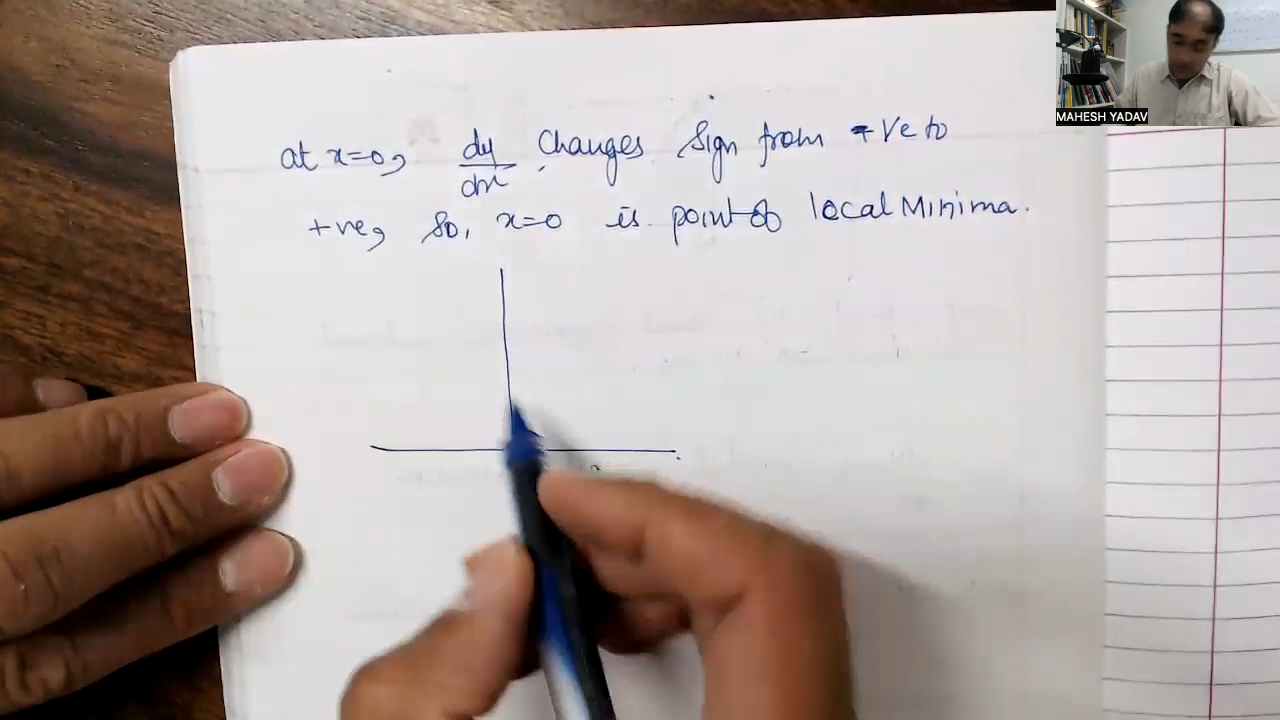 at x=0, dy/dx changes sign from -ve to
+ve, so, x=0 is point of local Minima.
MAHESH YADAV